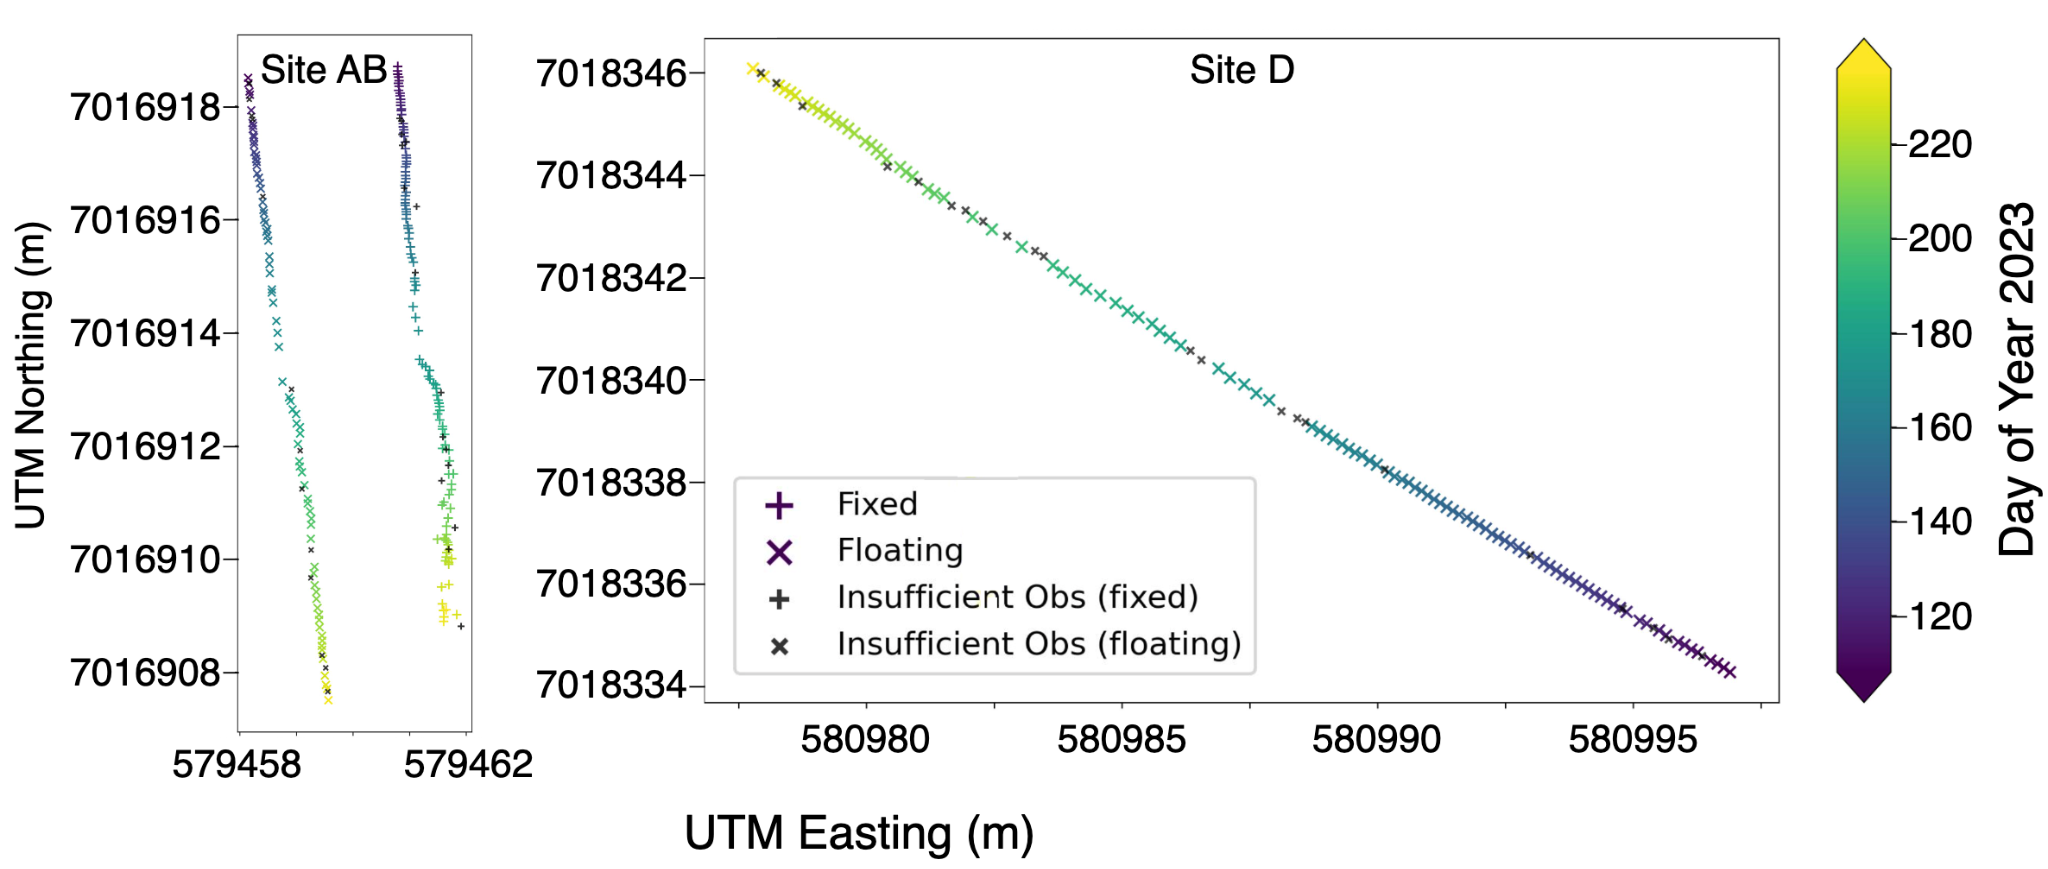 Site AB
Site D
UTM Northing (m)
7016918
7016916
7016914
7016912
7016910
7016908
579458
579462
7018346
7018344
7018342
7018340
7018338
7018336
7018334
580980
580985
580990
580995
Fixed
Floating
Insufficient Obs (fixed)
Insufficient Obs (floating)
UTM Easting (m)
220
200
180
160
140
120
Day of Year 2023